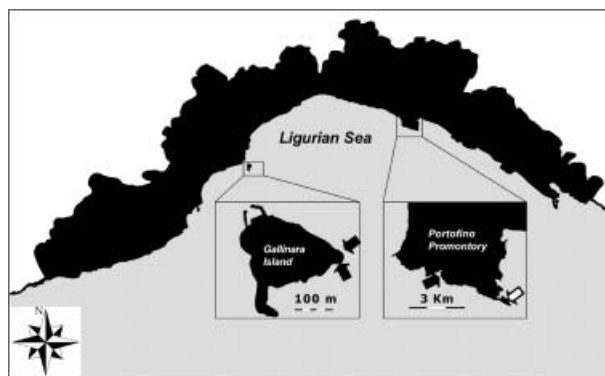 Ligurian Sea
Gallinara
Island
100 m
Portofino
Promontory
3 Km
N